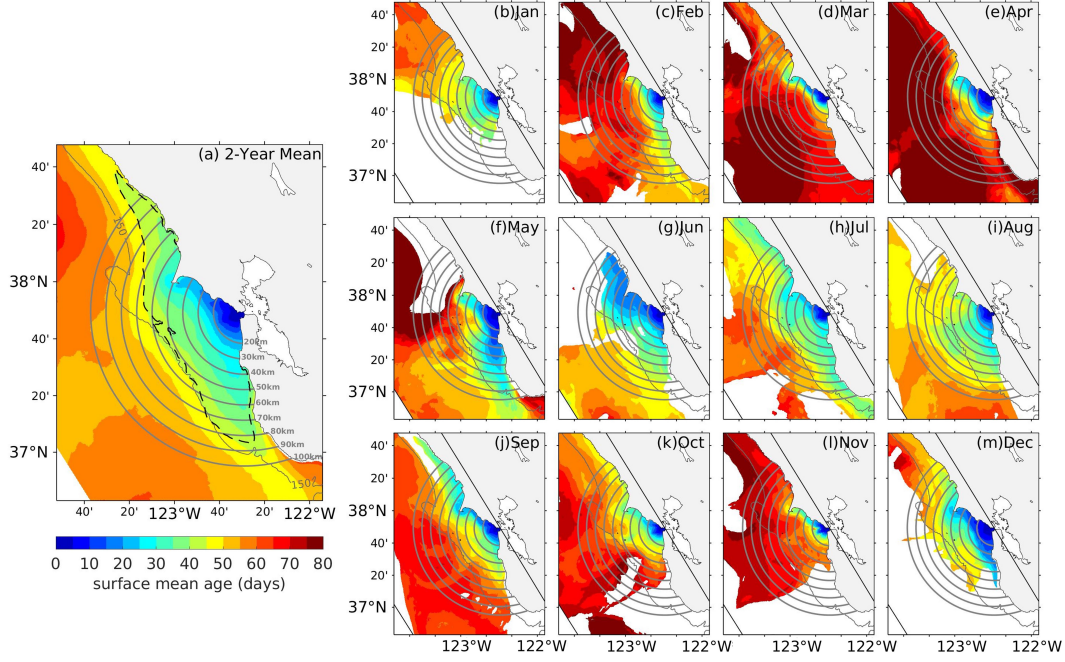 (b)Jan
(c)Feb
(d)Mar
(e)Apr
40'
20'
38°N
40'
20'
37°N
(a) 2-Year Mean
40'
20'
38°N
40'
20'
37°N
150
20km
30km
40km
50km
60km
70km
80km
90km
100km
150
40'
20'
123°W
40'
20'
122°W
0 10 20 30 40 50 60 70 80
surface mean age (days)
(f)May
(g)Jun
(h)Jul
(i)Aug
20'
38°N
40'
20'
37°N
(j)Sep
(k)Oct
(l)Nov
(m)Dec
40'
20'
38°N
40'
20'
37°N
123°W
122°W
123°W
122°W
123°W
122°W
123°W
122°W